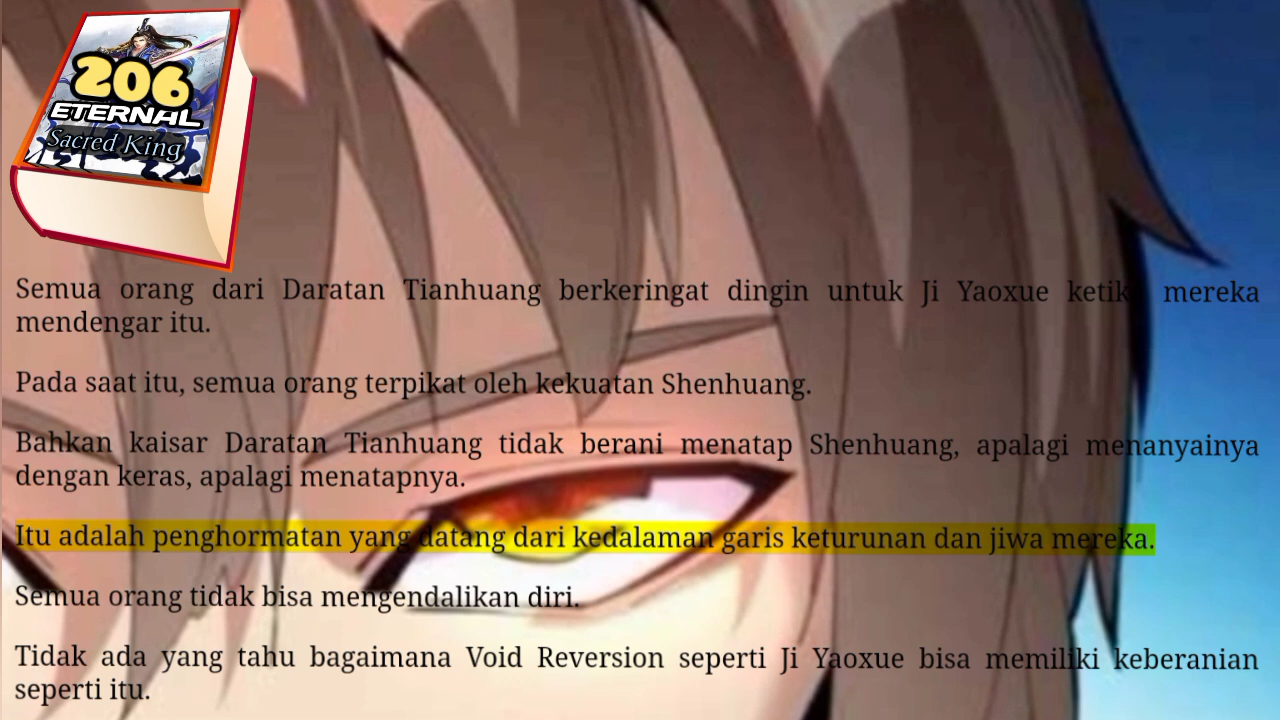 206
ETERNAL
Sacred King
Semua orang dari Daratan Tianhuang berkeringat dingin untuk Ji Yaoxue ketika mereka
mendengar itu.
Pada saat itu, semua orang terpikat oleh kekuatan Shenhuang.
Bahkan kaisar Daratan Tianhuang tidak berani menatap Shenhuang, apalagi menanyainya
dengan keras, apalagi menatapnya.
Itu adalah penghormatan yang datang dari kedalaman garis keturunan dan jiwa mereka.
Semua orang tidak bisa mengendalikan diri.
Tidak ada yang tahu bagaimana Void Reversion seperti Ji Yaoxue bisa memiliki keberanian
seperti itu.